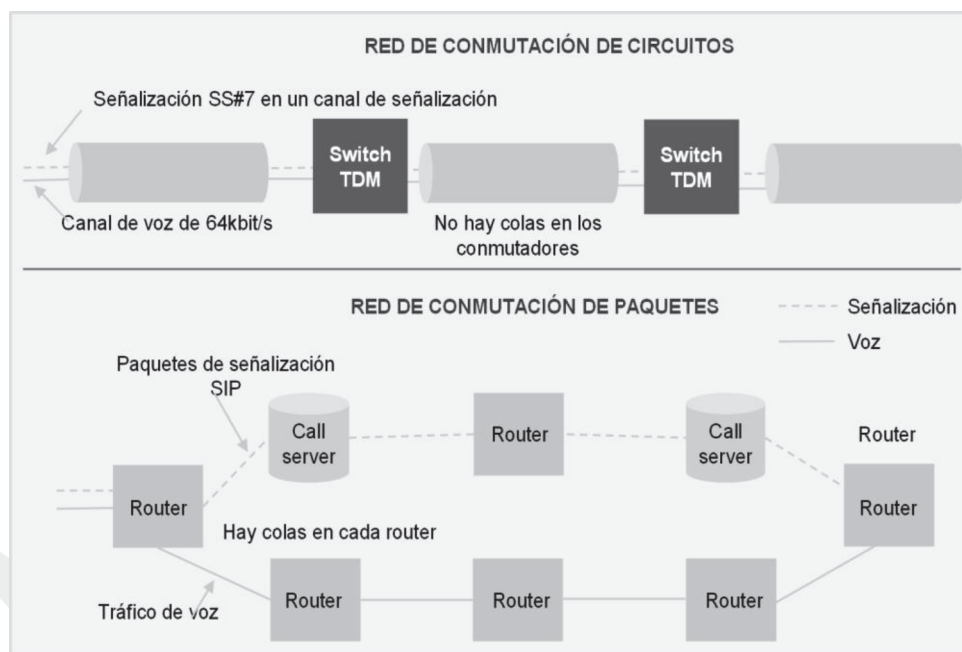 RED DE CONMUTACIÓN DE CIRCUITOS
Señalización SS#7 en un canal de señalización
Switch
TDM
Switch
TDM
Canal de voz de 64kbit/s
No hay colas en los
conmutadores
RED DE CONMUTACIÓN DE PAQUETES
Señalización
Voz
Paquetes de señalización
SIP
Call
server
Router
Call
server
Router
Router
Router
Hay colas en cada router
Tráfico de voz
Router
Router
Router